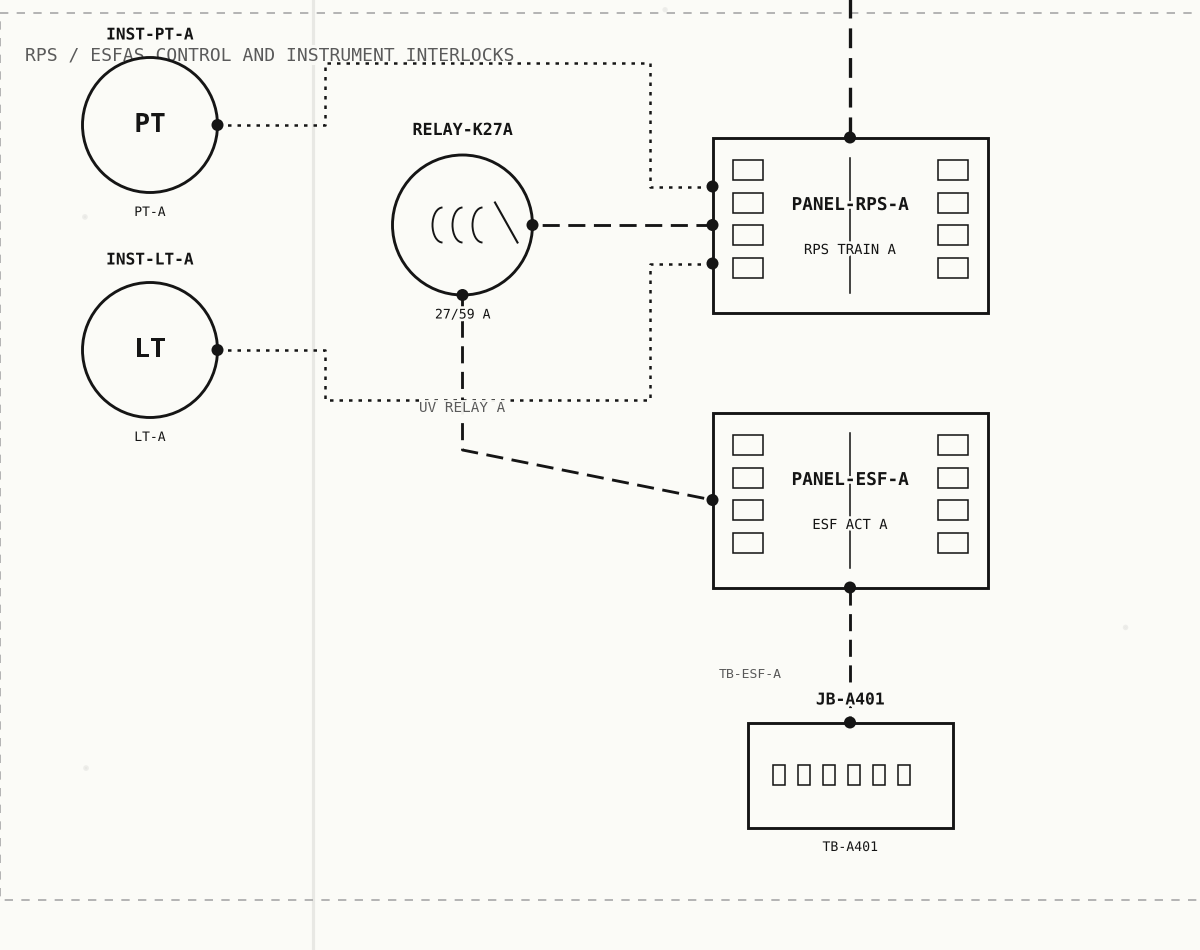 INST-PT-A
RPS / ESFAS CONTROL AND INSTRUMENT INTERLOCKS
PT
PT-A
RELAY-K27A
27/59 A
UV RELAY A
PANEL-RPS-A
RPS TRAIN A
INST-LT-A
LT
LT-A
PANEL-ESF-A
ESF ACT A
TB-ESF-A
JB-A401
TB-A401